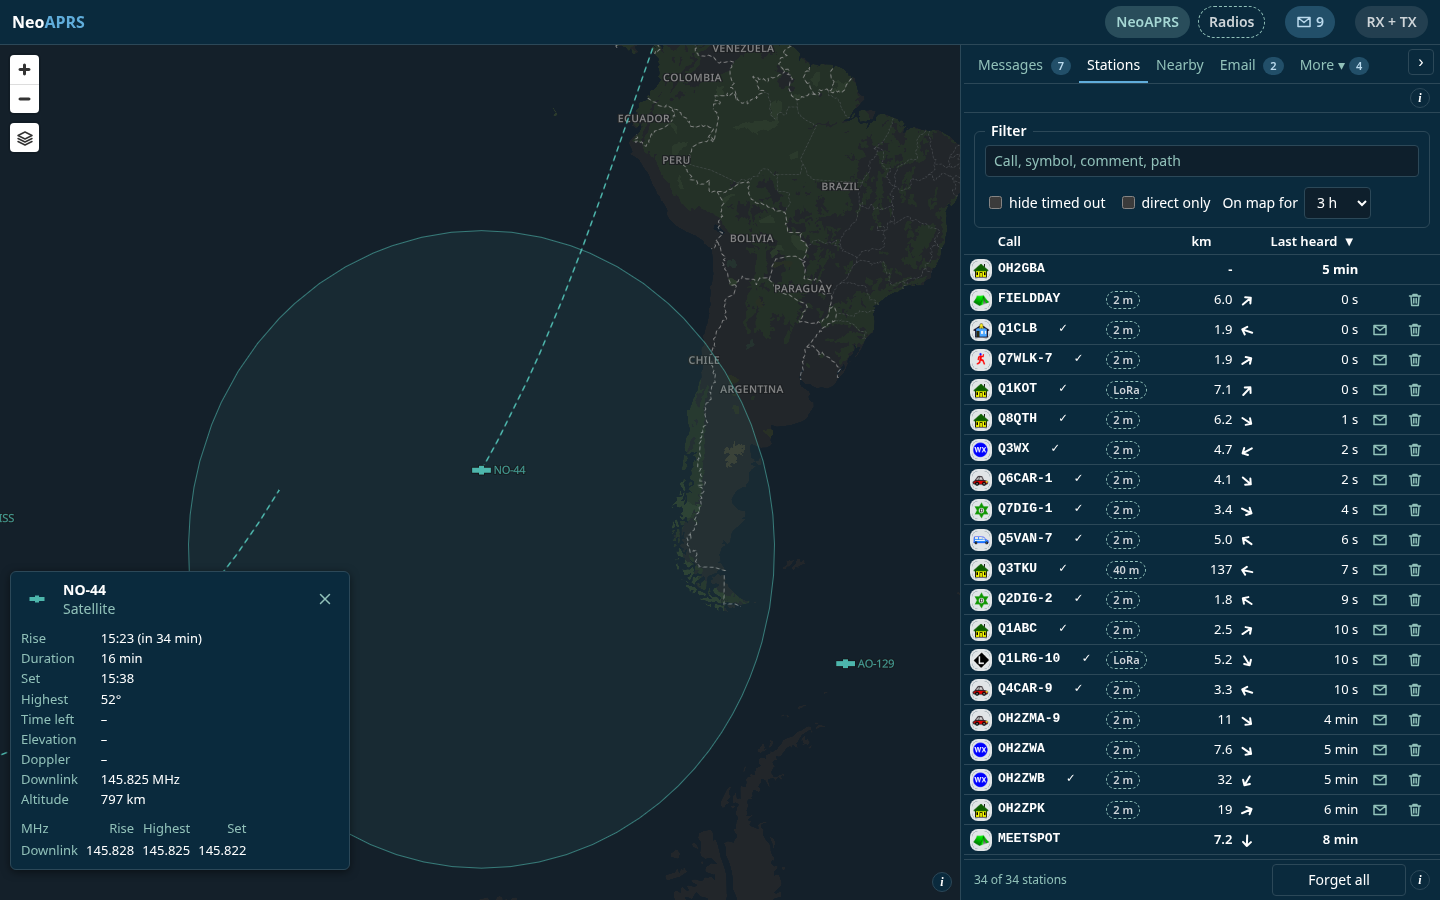 NeoAPRS
NeoAPRS
Radios
9
RX + TX
Messages 7
Stations
Nearby
Email 2
More ▾ 4
›
i
+
−
VENEZUELA
COLOMBIA
ECUADOR
PERU
BRAZIL
BOLIVIA
PARAGUAY
CHILE
ARGENTINA
NO-44
ISS
AO-129
NO-44
Satellite
Rise 15:23 (in 34 min)
Duration 16 min
Set 15:38
Highest 52°
Time left –
Elevation –
Doppler –
Downlink 145.825 MHz
Altitude 797 km
MHz Rise Highest Set
Downlink 145.828 145.825 145.822
i
Filter
Call, symbol, comment, path
hide timed out
direct only
On map for 3 h
Call km Last heard ▼
OH2GBA - 5 min
FIELDDAY 2 m 6.0 0 s
Q1CLB ✓ 2 m 1.9 0 s
Q7WLK-7 ✓ 2 m 1.9 0 s
Q1KOT ✓ LoRa 7.1 0 s
Q8QTH ✓ 2 m 6.2 1 s
WX Q3WX ✓ 2 m 4.7 2 s
Q6CAR-1 ✓ 2 m 4.1 2 s
D Q7DIG-1 ✓ 2 m 3.4 4 s
Q5VAN-7 ✓ 2 m 5.0 6 s
Q3TKU ✓ 40 m 137 7 s
D Q2DIG-2 ✓ 2 m 1.8 9 s
Q1ABC ✓ 2 m 2.5 10 s
L Q1LRG-10 ✓ LoRa 5.2 10 s
Q4CAR-9 ✓ 2 m 3.3 10 s
OH2ZMA-9 2 m 11 4 min
WX OH2ZWA 2 m 7.6 5 min
WX OH2ZWB ✓ 2 m 32 5 min
OH2ZPK 2 m 19 6 min
MEETSPOT 7.2 8 min
34 of 34 stations
Forget all
i